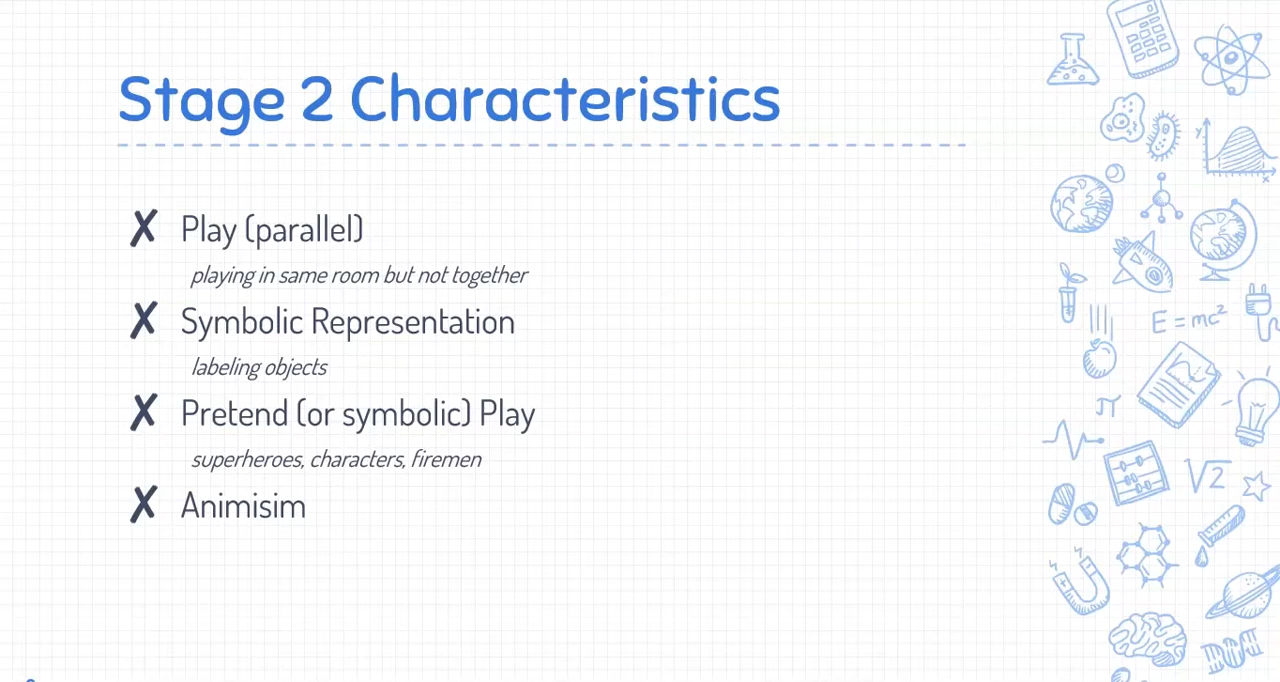 Stage 2 Characteristics
✗ Play (parallel)
playing in same room but not together
✗ Symbolic Representation
labeling objects
✗ Pretend (or symbolic) Play
superheroes, characters, firemen
✗ Animisim
y
x
E = mc²
π
√2